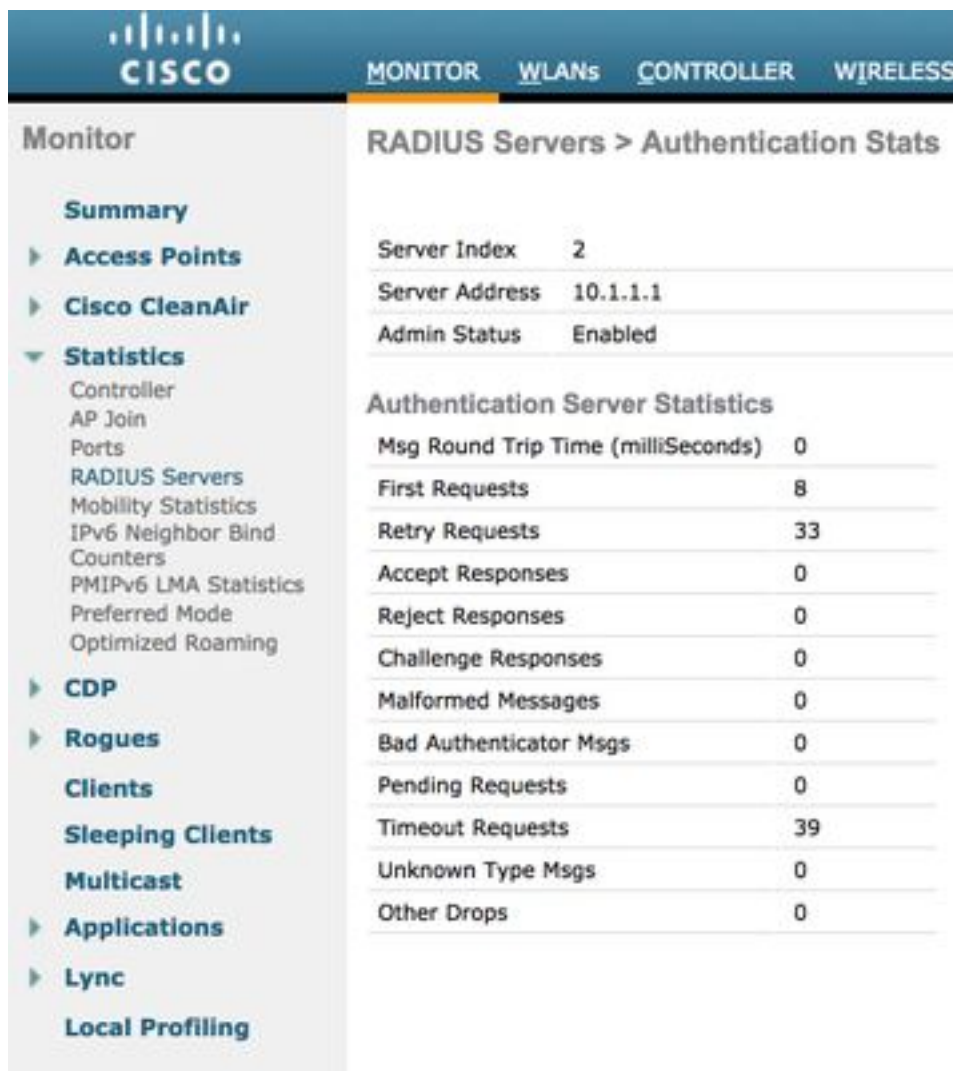 CISCO
MONITOR WLANs CONTROLLER WIRELESS
Monitor
Summary
Access Points
Cisco CleanAir
Statistics
Controller
AP Join
Ports
RADIUS Servers
Mobility Statistics
IPv6 Neighbor Bind
Counters
PMIPv6 LMA Statistics
Preferred Mode
Optimized Roaming
CDP
Rogues
Clients
Sleeping Clients
Multicast
Applications
Lync
Local Profiling
RADIUS Servers > Authentication Stats
Server Index 2
Server Address 10.1.1.1
Admin Status Enabled
Authentication Server Statistics
Msg Round Trip Time (milliSeconds) 0
First Requests 8
Retry Requests 33
Accept Responses 0
Reject Responses 0
Challenge Responses 0
Malformed Messages 0
Bad Authenticator Msgs 0
Pending Requests 0
Timeout Requests 39
Unknown Type Msgs 0
Other Drops 0